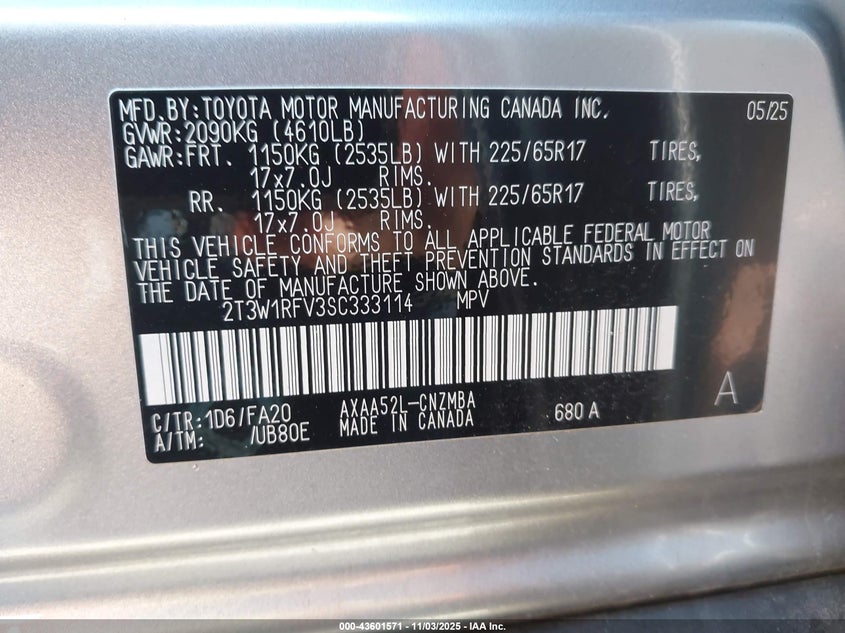 MFD.BY:TOYOTA MOTOR MANUFACTURING CANADA INC. 05/25
GVWR:2090KG (4610LB)
GAWR:FRT. 1150KG (2535LB) WITH 225/65R17 TIRES,
17x7.0J RIMS.
RR. 1150KG (2535LB) WITH 225/65R17 TIRES,
17x7.0J RIMS.
THIS VEHICLE CONFORMS TO ALL APPLICABLE FEDERAL MOTOR
VEHICLE SAFETY AND THEFT PREVENTION STANDARDS IN EFFECT ON
THE DATE OF MANUFACTURE SHOWN ABOVE.
2T3W1RFV3SC333114 MPV
C/TR:1D6/FA20 AXAA52L-CNZMBA 680 A A
A/TM: /UB80E MADE IN CANADA
000-43601571 - 11/03/2025 - IAA Inc.